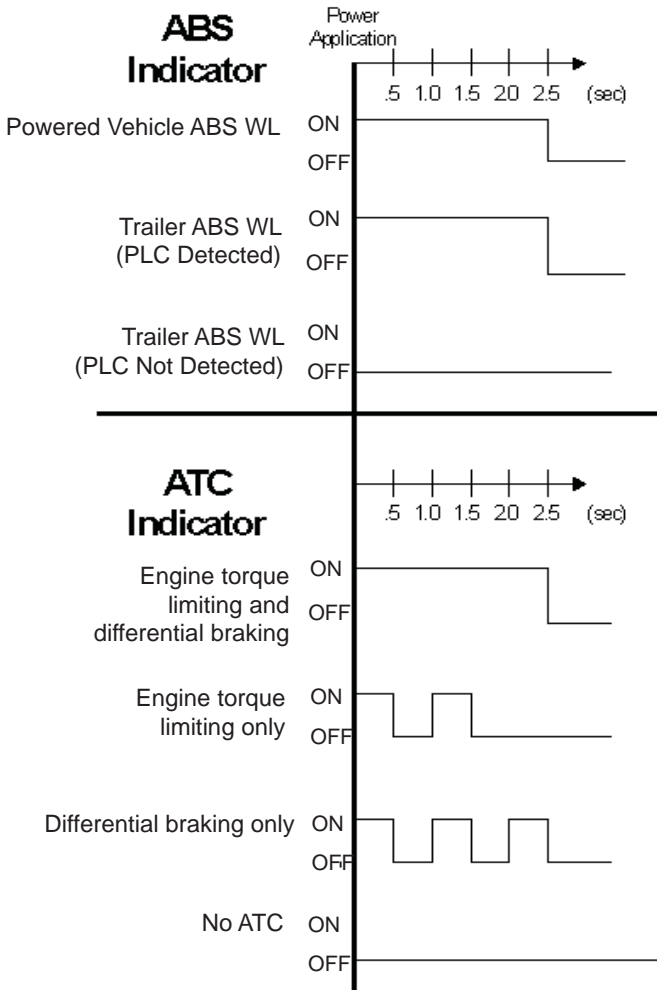 ABS
Indicator
Power
Application
.5 1.0 1.5 20 2.5 (sec)
Powered Vehicle ABS WL ON
OFF
Trailer ABS WL
(PLC Detected)
ON
OFF
Trailer ABS WL
(PLC Not Detected)
ON
OFF
ATC
Indicator
.5 1.0 1.5 20 2.5 (sec)
Engine torque
limiting and
differential braking
ON
OFF
Engine torque
limiting only
ON
OFF
Differential braking only ON
OFF
No ATC ON
OFF